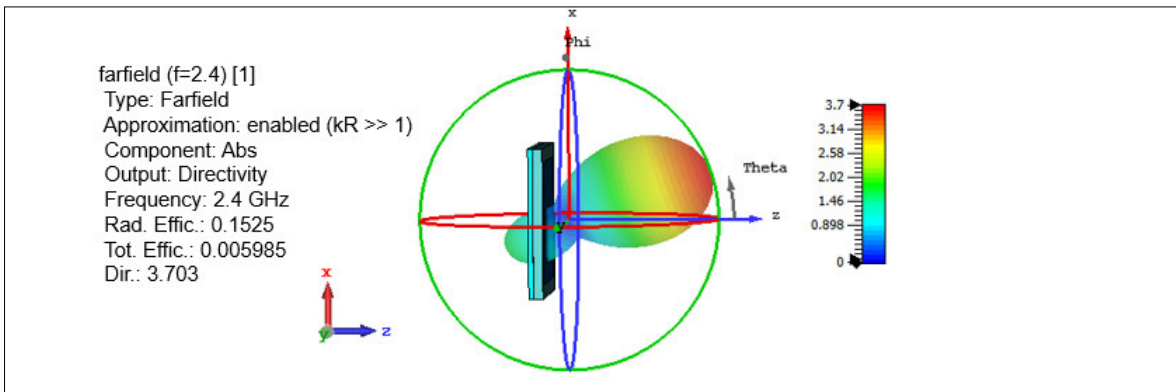 farfield (f=2.4) [1]
Type: Farfield
Approximation: enabled (kR >> 1)
Component: Abs
Output: Directivity
Frequency: 2.4 GHz
Rad. Effic.: 0.1525
Tot. Effic.: 0.005985
Dir.: 3.703
x
y
z
x
Phi
y
Theta
z
3.7
3.14
2.58
2.02
1.46
0.898
0